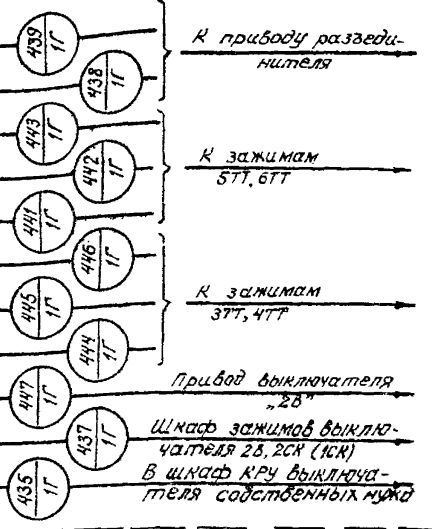 439
1Г
К приводу разъеди-
нителя
438
1Г
443
1Г
442
1Г
К зажимам
5ТТ, 6ТТ
441
1Г
446
1Г
445
1Г
К зажимам
3ТТ, 4ТТ
444
1Г
447
1Г
Привод выключателя
„2В"
437
1Г
Шкаф зажимов выклю-
чателя 2В, 2СК (1СК)
435
1Г
В шкаф КРУ выключа-
теля собственных нужд